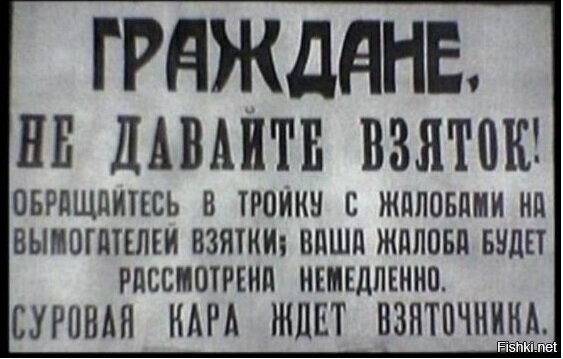 ГРАЖДАНЕ,
НЕ ДАВАЙТЕ ВЗЯТОК!
ОБРАЩАЙТЕСЬ В ТРОЙКУ С ЖАЛОБАМИ НА
ВЫМОГАТЕЛЕЙ ВЗЯТКИ; ВАША ЖАЛОБА БУДЕТ
РАССМОТРЕНА НЕМЕДЛЕННО.
СУРОВАЯ КАРА ЖДЕТ ВЗЯТОЧНИКА.
Fishki.net